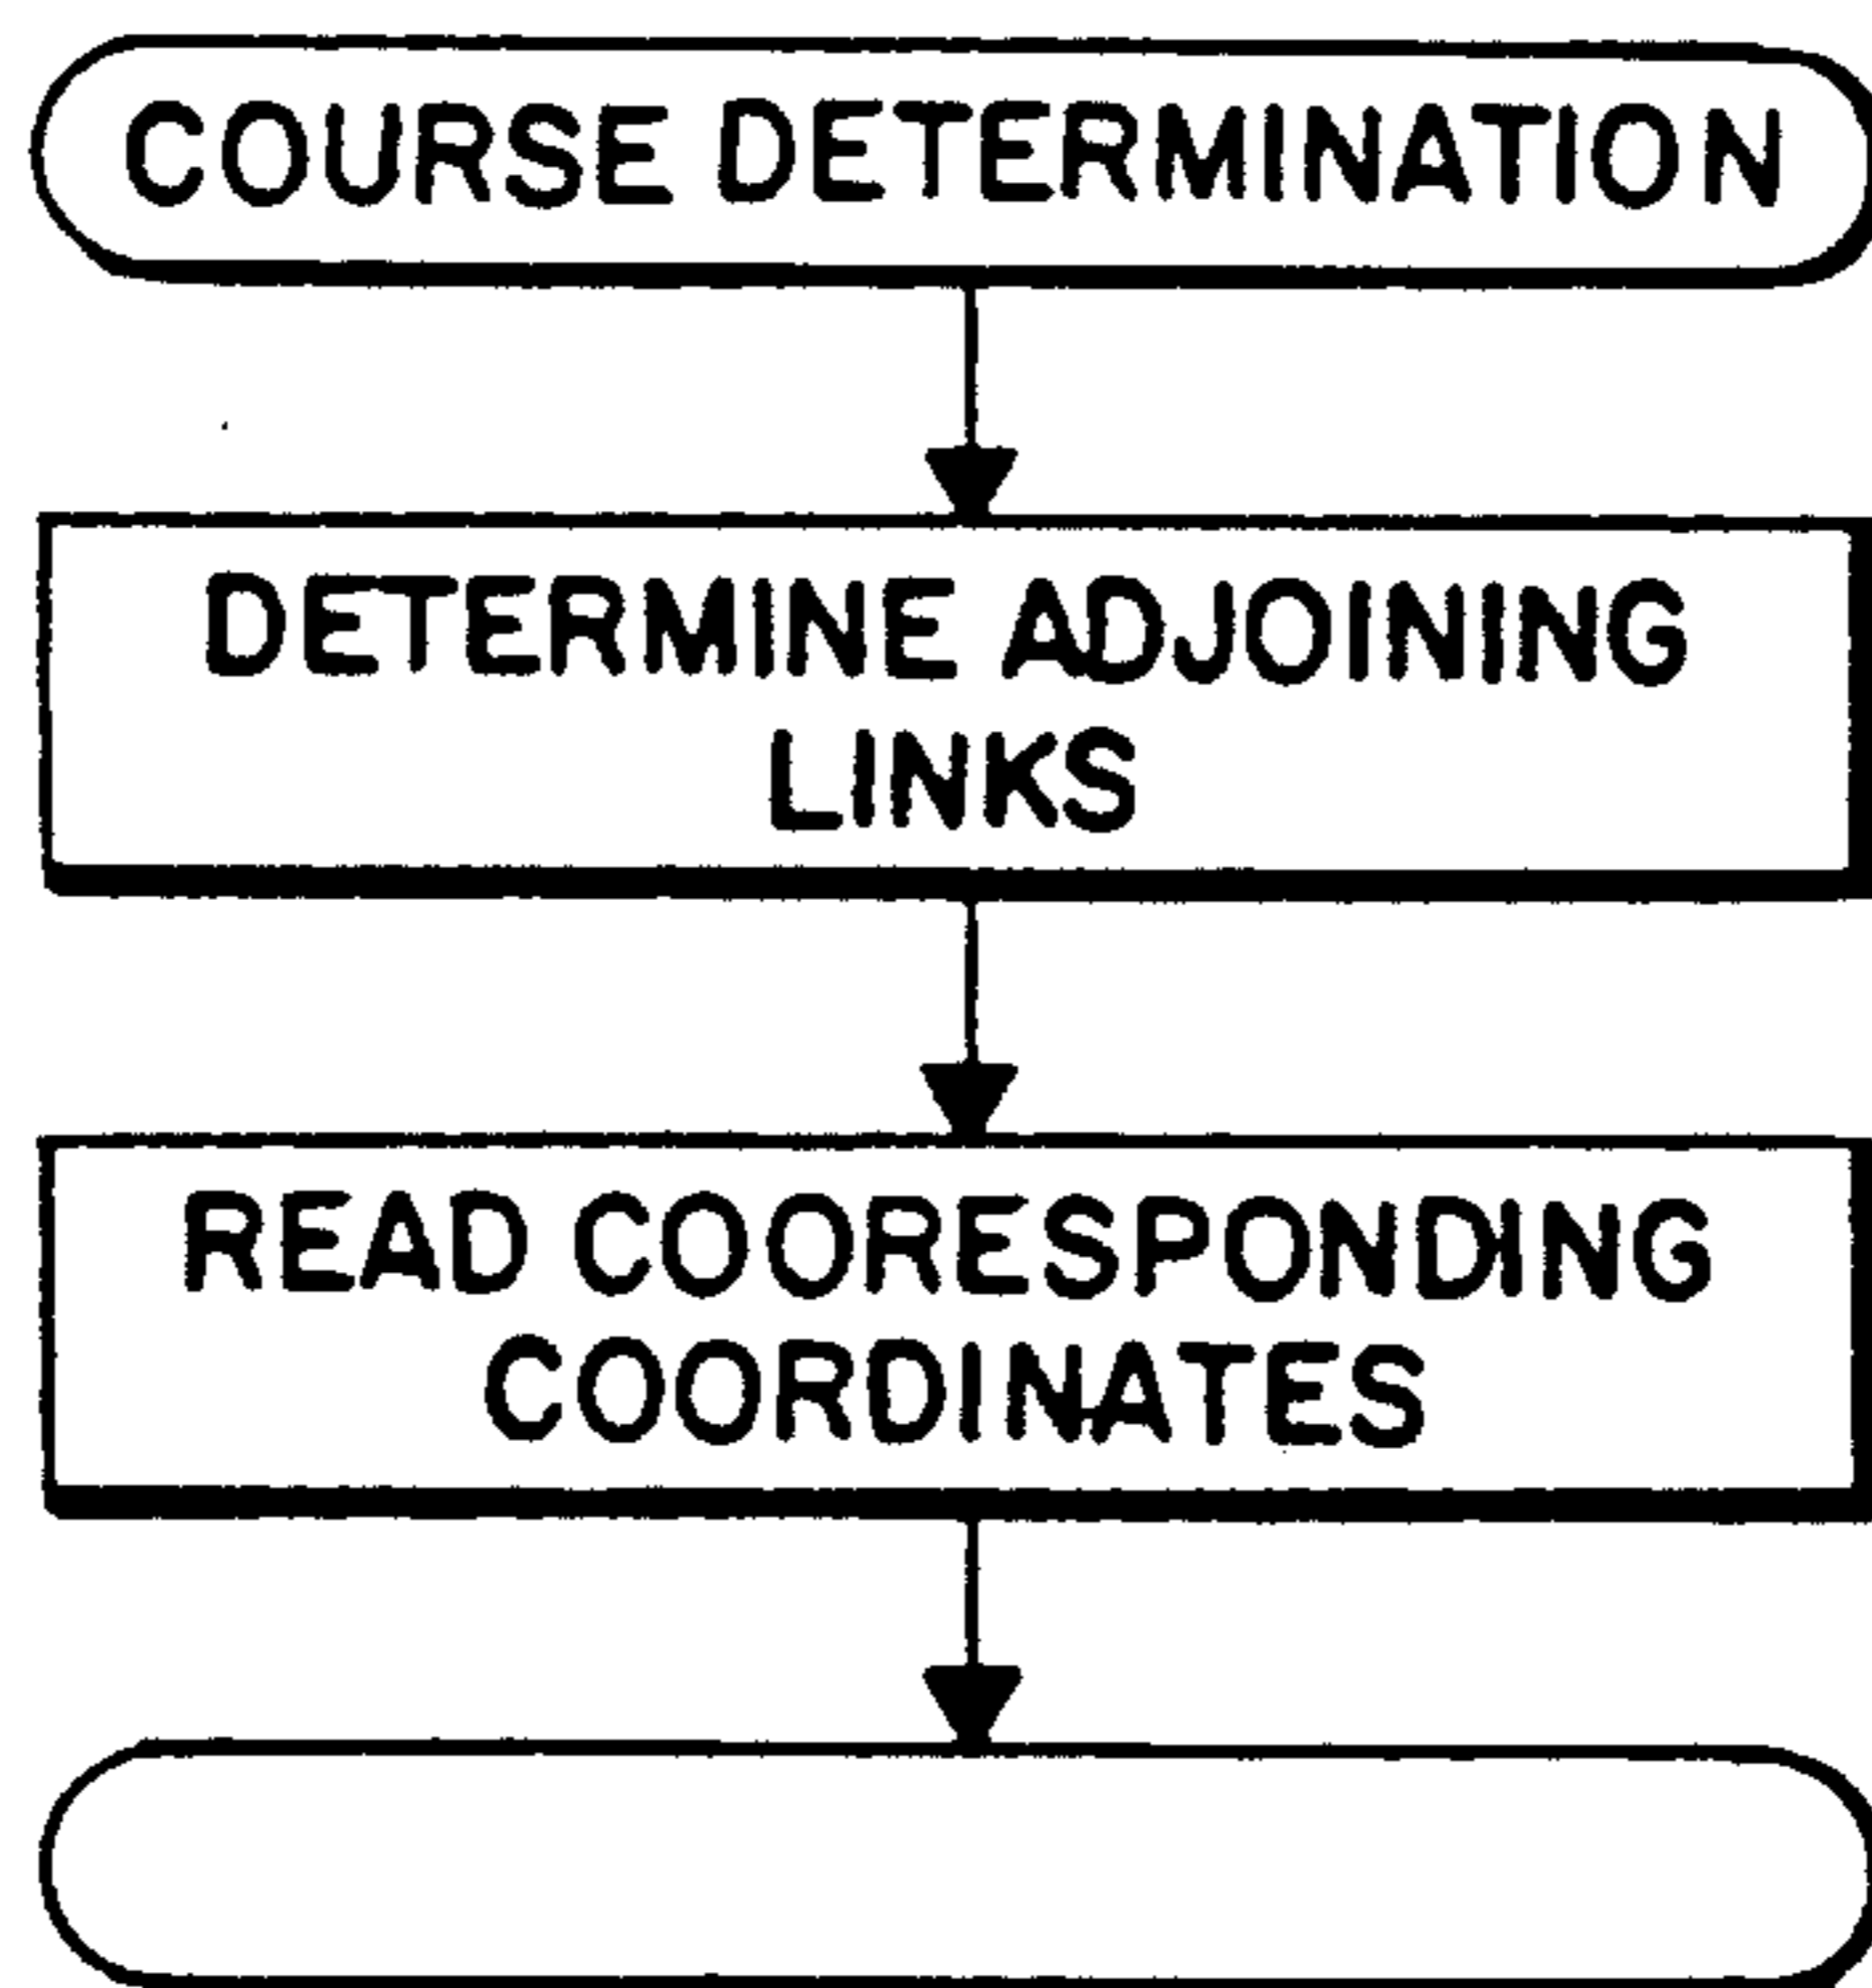 COURSE DETERMINATION
DETERMINE ADJOINING
LINKS
READ COORESPONDING
COORDINATES